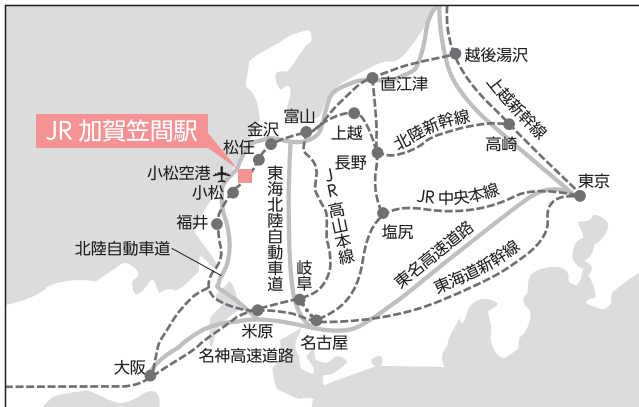 越後湯沢
直江津
上越新幹線
富山
上越
金沢
北陸新幹線
JR 加賀笠間駅
松任
長野
高崎
小松空港
東京
小松
JR高山本線
JR 中央本線
東海北陸自動車道
福井
塩尻
北陸自動車道
東名高速道路
東海道新幹線
岐阜
米原
名古屋
名神高速道路
大阪